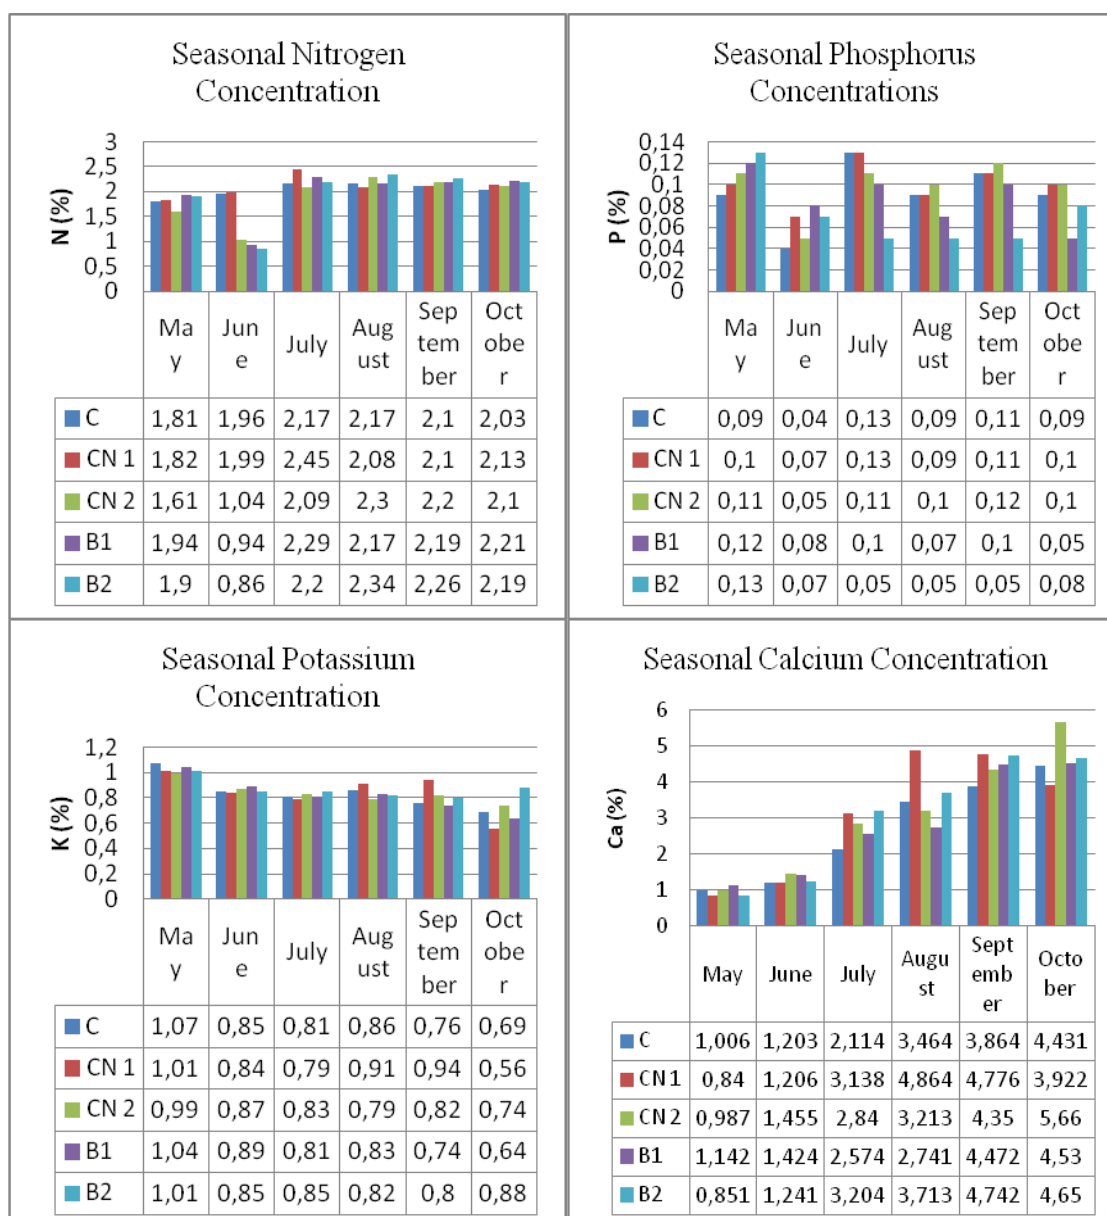 Seasonal Nitrogen
Concentration
3
2,5
2
1,5
1
0,5
0
N (%)
Ma
y
Jun
e
July
Aug
ust
Sep
tem
ber
Oct
obe
r
C 1,81 1,96 2,17 2,17 2,1 2,03
CN 1 1,82 1,99 2,45 2,08 2,1 2,13
CN 2 1,61 1,04 2,09 2,3 2,2 2,1
B1 1,94 0,94 2,29 2,17 2,19 2,21
B2 1,9 0,86 2,2 2,34 2,26 2,19
Seasonal Phosphorus
Concentrations
0,14
0,12
0,1
0,08
0,06
0,04
0,02
0
P (%)
Ma
y
Jun
e
July
Aug
ust
Sep
tem
ber
Oct
obe
r
C 0,09 0,04 0,13 0,09 0,11 0,09
CN 1 0,1 0,07 0,13 0,09 0,11 0,1
CN 2 0,11 0,05 0,11 0,1 0,12 0,1
B1 0,12 0,08 0,1 0,07 0,1 0,05
B2 0,13 0,07 0,05 0,05 0,05 0,08
Seasonal Potassium
Concentration
1,2
1
0,8
0,6
0,4
0,2
0
K (%)
Ma
y
Jun
e
July
Aug
ust
Sep
tem
ber
Oct
obe
r
C 1,07 0,85 0,81 0,86 0,76 0,69
CN 1 1,01 0,84 0,79 0,91 0,94 0,56
CN 2 0,99 0,87 0,83 0,79 0,82 0,74
B1 1,04 0,89 0,81 0,83 0,74 0,64
B2 1,01 0,85 0,85 0,82 0,8 0,88
Seasonal Calcium Concentration
6
5
4
3
2
1
0
Ca (%)
May
June
July
Augu
st
Sept
emb
er
Octo
ber
C 1,006 1,203 2,114 3,464 3,864 4,431
CN 1 0,84 1,206 3,138 4,864 4,776 3,922
CN 2 0,987 1,455 2,84 3,213 4,35 5,66
B1 1,142 1,424 2,574 2,741 4,472 4,53
B2 0,851 1,241 3,204 3,713 4,742 4,65